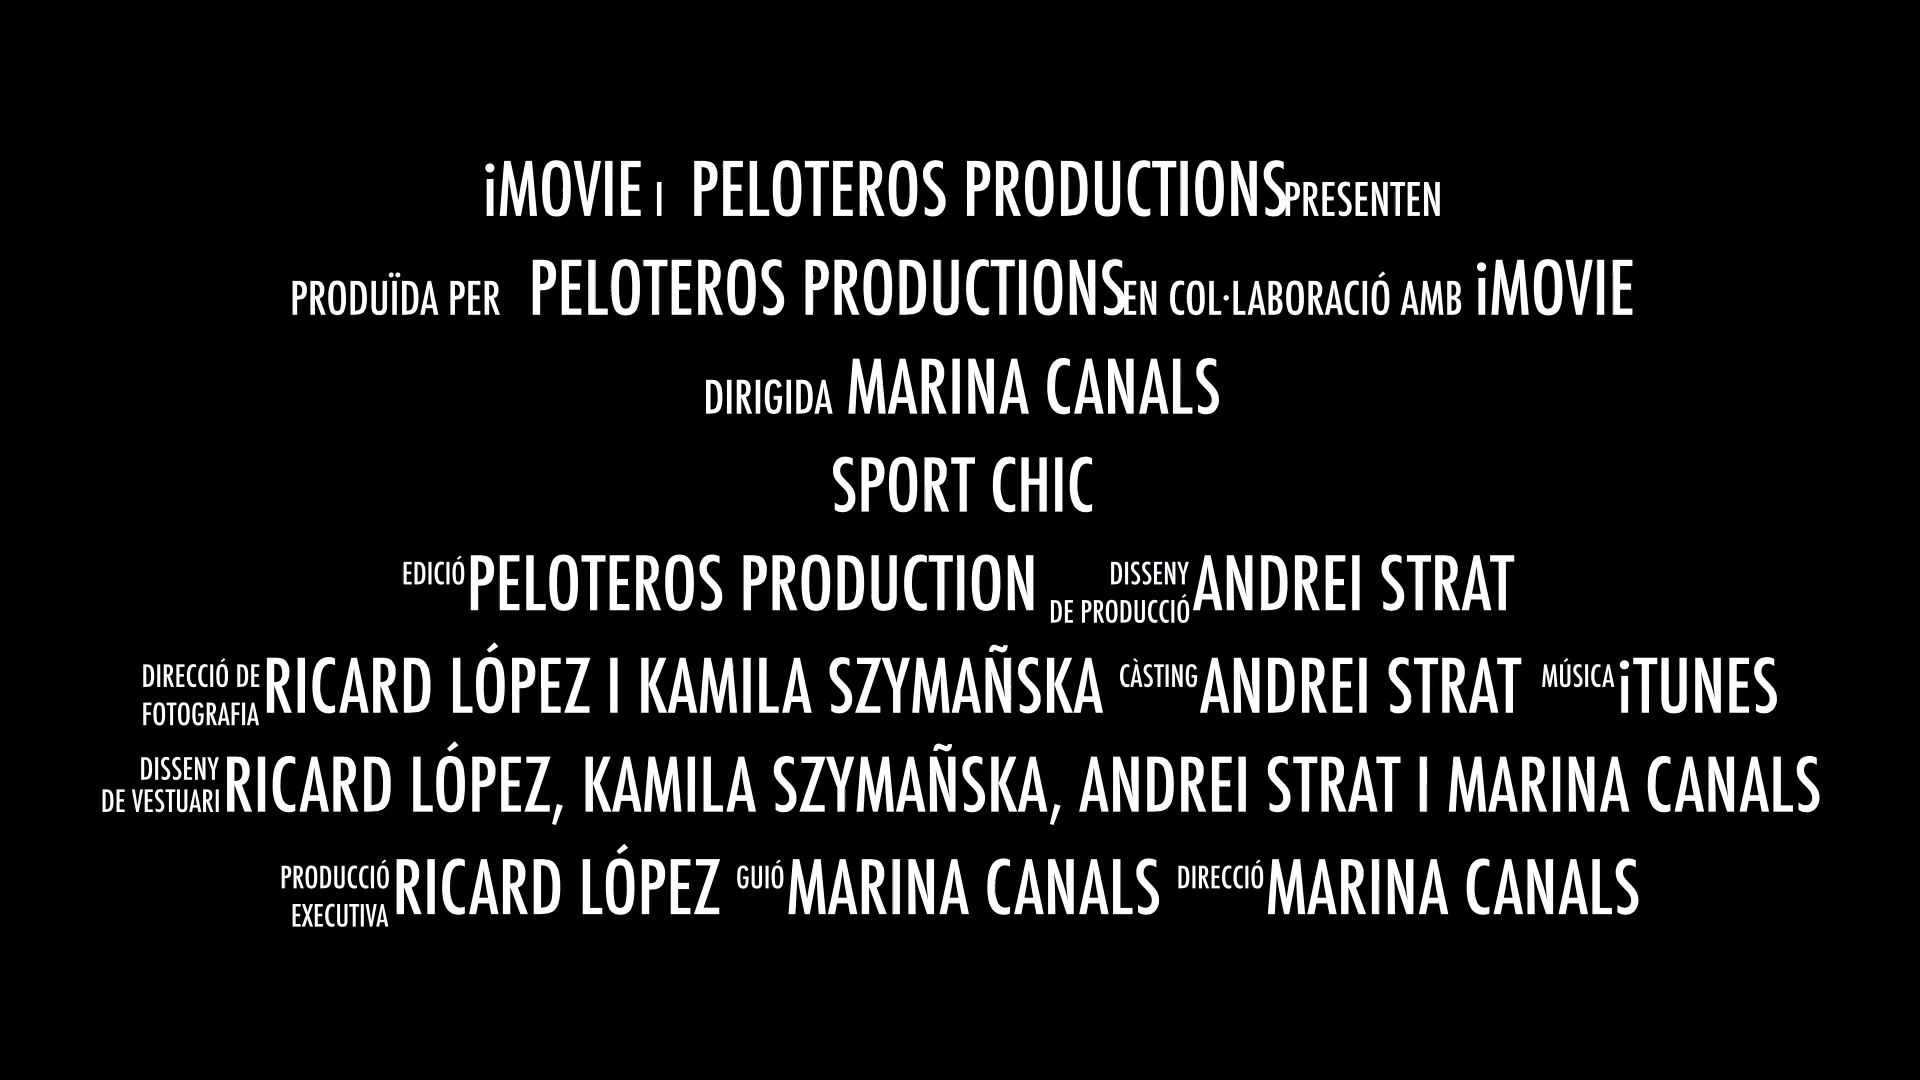 iMOVIE I PELOTEROS PRODUCTIONS PRESENTEN
PRODUÏDA PER PELOTEROS PRODUCTIONS EN COL·LABORACIÓ AMB iMOVIE
DIRIGIDA MARINA CANALS
SPORT CHIC
EDICIÓ PELOTEROS PRODUCTION DISSENY DE PRODUCCIÓ ANDREI STRAT
DIRECCIÓ DE FOTOGRAFIA RICARD LÓPEZ I KAMILA SZYMAÑSKA CÀSTING ANDREI STRAT MÚSICA iTUNES
DISSENY DE VESTUARI RICARD LÓPEZ, KAMILA SZYMAÑSKA, ANDREI STRAT I MARINA CANALS
PRODUCCIÓ EXECUTIVA RICARD LÓPEZ GUIÓ MARINA CANALS DIRECCIÓ MARINA CANALS